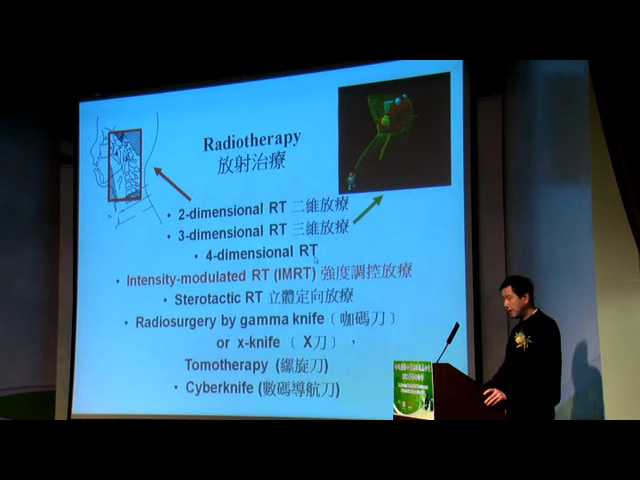 Radiotherapy
放射治療
• 2-dimensional RT 二維放療
• 3-dimensional RT 三維放療
• 4-dimensional RT
• Intensity-modulated RT (IMRT) 強度調控放療
• Sterotactic RT 立體定向放療
• Radiosurgery by gamma knife﹝咖碼刀﹞
or x-knife ﹝X刀﹞，
Tomotherapy (螺旋刀)
• Cyberknife (數碼導航刀)